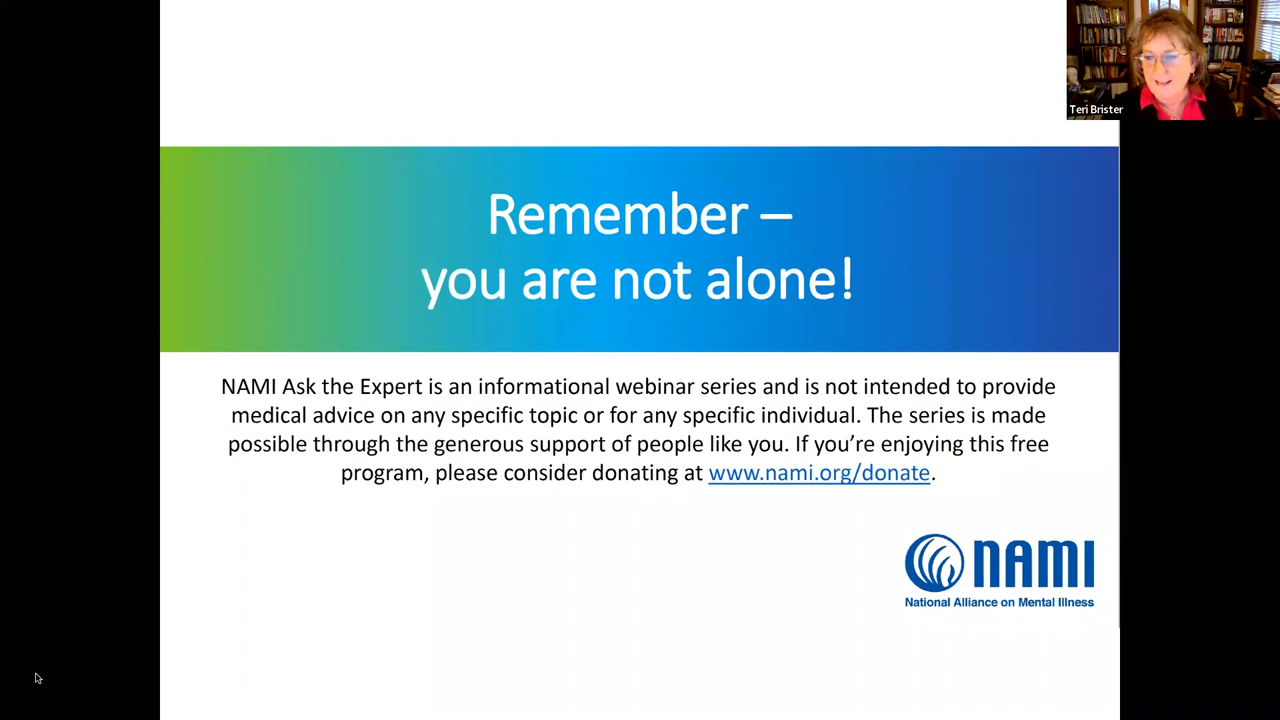 Teri Brister
Remember –
you are not alone!
NAMI Ask the Expert is an informational webinar series and is not intended to provide
medical advice on any specific topic or for any specific individual. The series is made
possible through the generous support of people like you. If you’re enjoying this free
program, please consider donating at www.nami.org/donate.
NAMI
National Alliance on Mental Illness